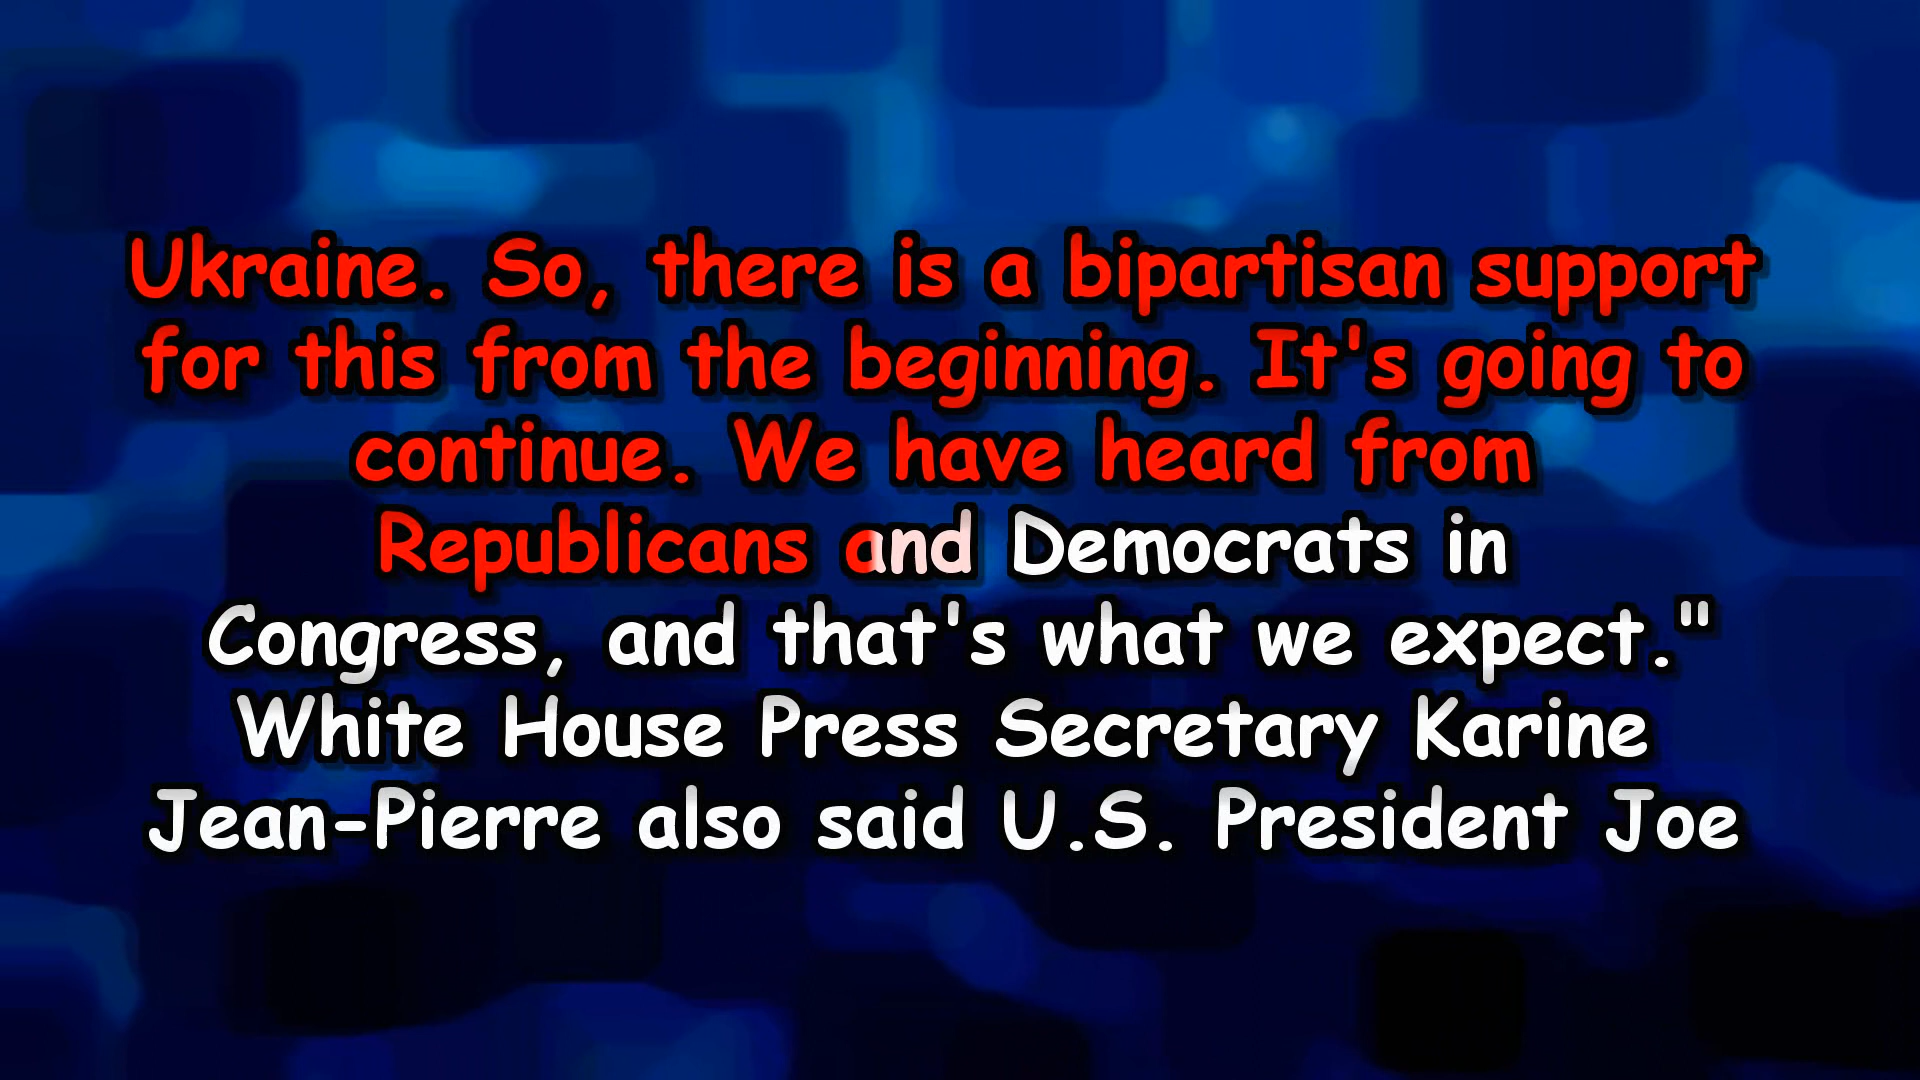 Ukraine. So, there is a bipartisan support
for this from the beginning. It's going to
continue. We have heard from
Republicans and Democrats in
Congress, and that's what we expect."
White House Press Secretary Karine
Jean-Pierre also said U.S. President Joe